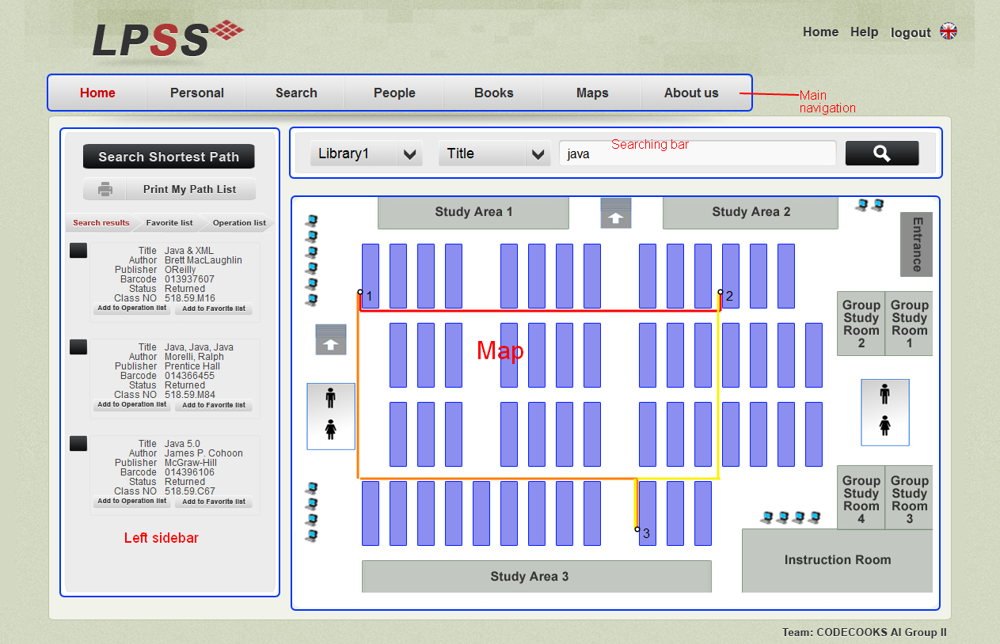 LPSS
Home Help logout
Home Personal Search People Books Maps About us
Main
navigation
Search Shortest Path
Print My Path List
Search results Favorite list Operation list
Title Java & XML
Author Brett MacLaughlin
Publisher OReilly
Barcode 013937607
Status Returned
Class NO 518.59.M16
Add to Operation list Add to Favorite list
Title Java, Java, Java
Author Morelli, Ralph
Publisher Prentice Hall
Barcode 014366455
Status Returned
Class NO 518.59.M84
Add to Operation list Add to Favorite list
Title Java 5.0
Author James P. Cohoon
Publisher McGraw-Hill
Barcode 014396106
Status Returned
Class NO 518.59.C67
Add to Operation list Add to Favorite list
Left sidebar
Library1 Title java
Searching bar
Study Area 1
Study Area 2
Entrance
1
2
Group
Study
Room
2
Group
Study
Room
1
Map
Group
Study
Room
4
Group
Study
Room
3
3
Instruction Room
Study Area 3
Team: CODECOOKS AI Group II